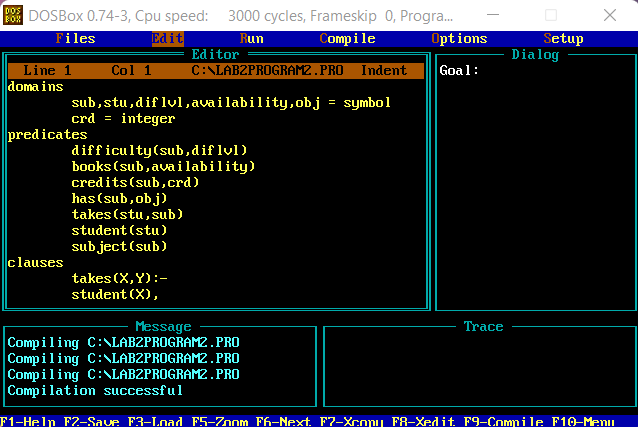 DOSBox 0.74-3, Cpu speed: 3000 cycles, Frameskip 0, Progra...
Files Edit Run Compile Options Setup
Editor
Line 1 Col 1 C:\LAB2PROGRAM2.PRO Indent
domains
sub,stu,diflvl,availability,obj = symbol
crd = integer
predicates
difficulty(sub,diflvl)
books(sub,availability)
credits(sub,crd)
has(sub,obj)
takes(stu,sub)
student(stu)
subject(sub)
clauses
takes(X,Y):-
student(X),
Dialog
Goal:
Message
Compiling C:\LAB2PROGRAM2.PRO
Compiling C:\LAB2PROGRAM2.PRO
Compiling C:\LAB2PROGRAM2.PRO
Compilation successful
Trace
F1-Help F2-Save F3-Load F5-Zoom F6-Next F7-Xcopy F8-Xedit F9-Compile F10-Menu